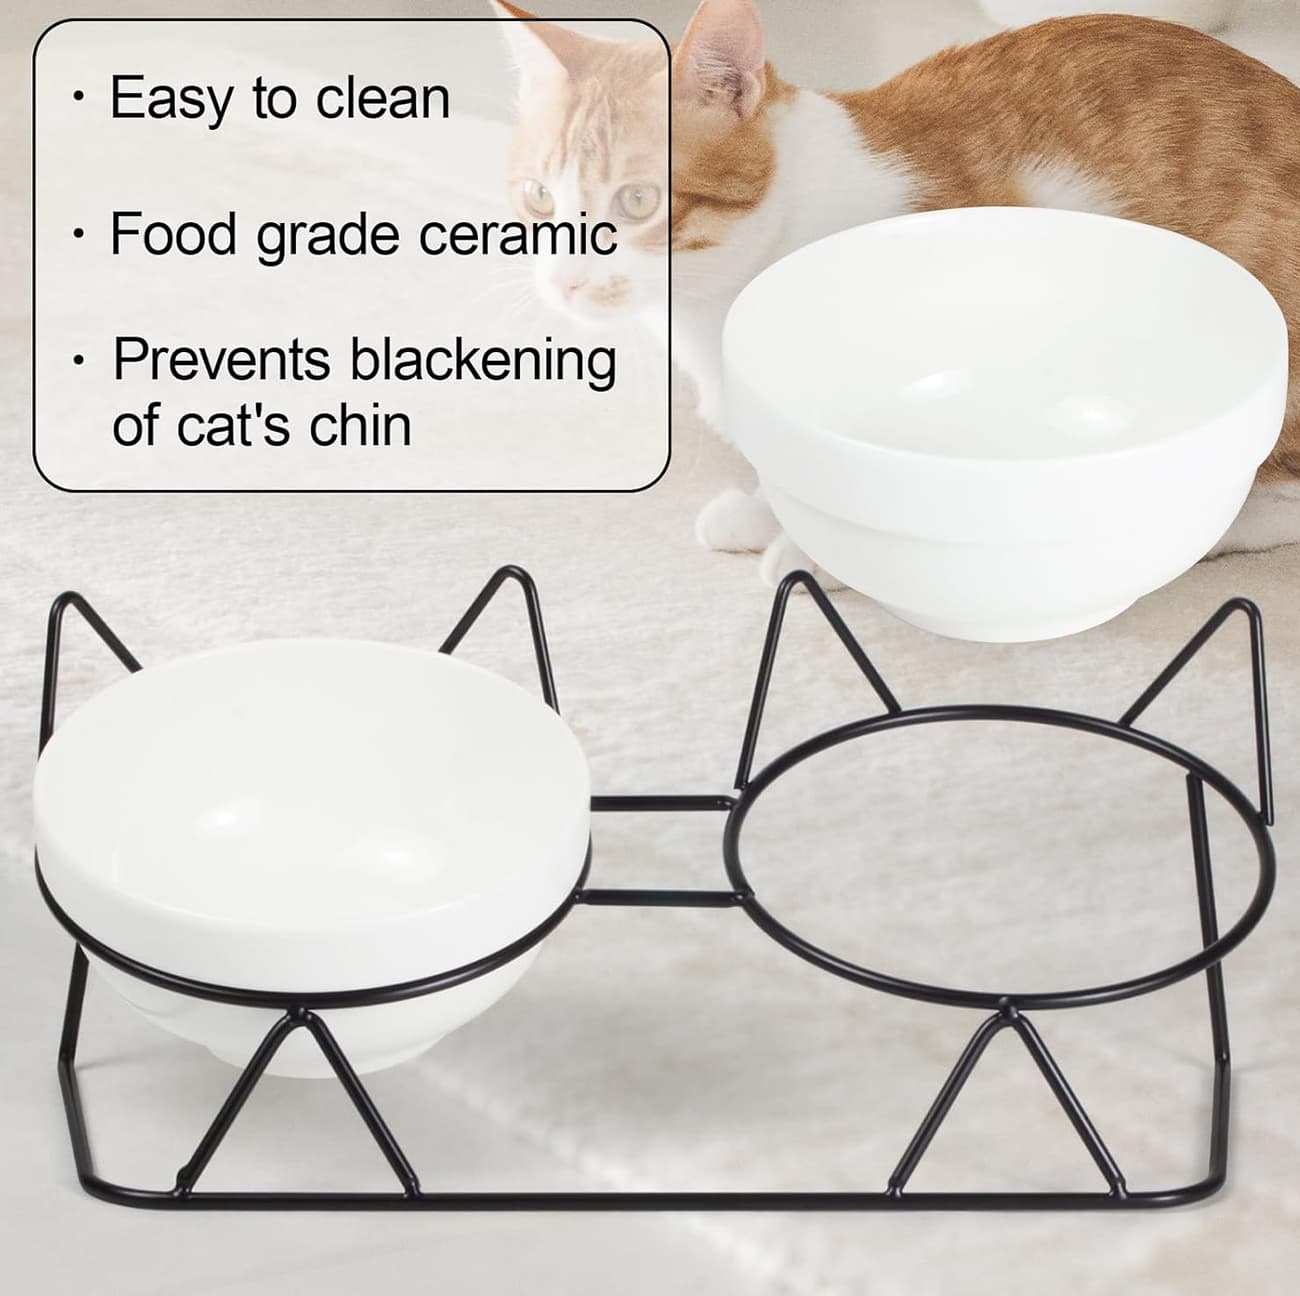 · Easy to clean
· Food grade ceramic
· Prevents blackening
of cat's chin